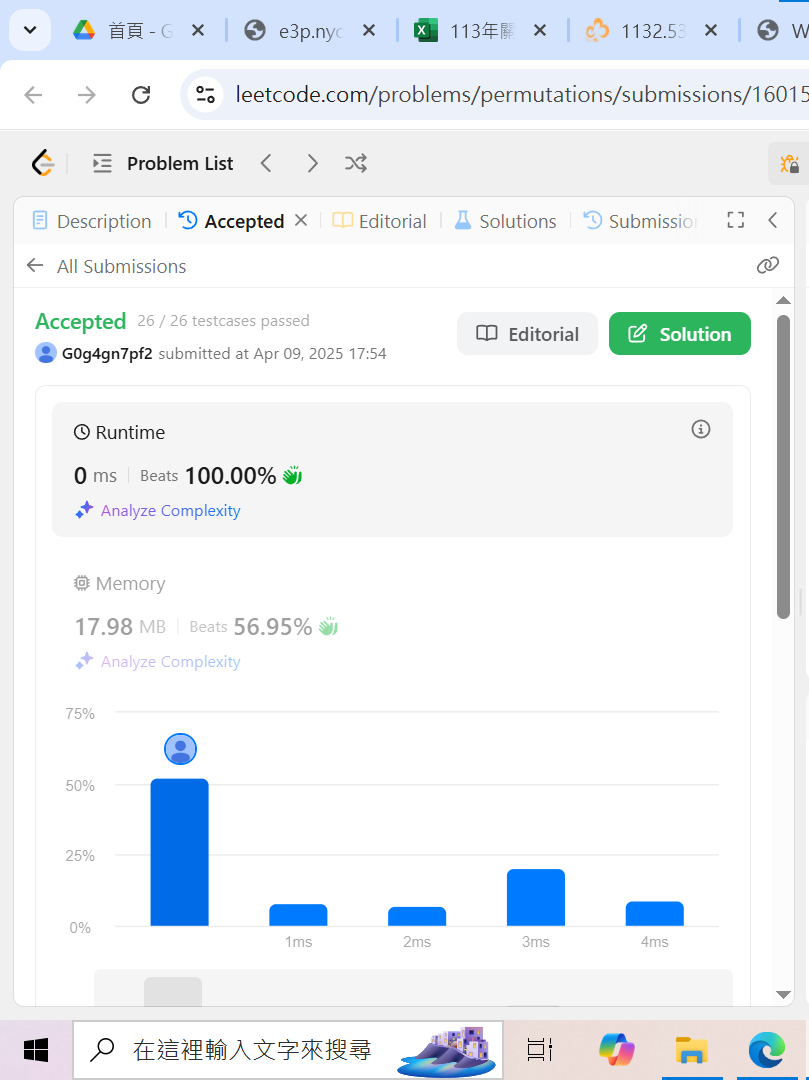 首頁 - G
e3p.nyc
113年關
1132.53
W
leetcode.com/problems/permutations/submissions/16015
Problem List
Description
Accepted
Editorial
Solutions
Submission
All Submissions
Accepted 26 / 26 testcases passed
G0g4gn7pf2 submitted at Apr 09, 2025 17:54
Editorial
Solution
Runtime
0 ms
Beats 100.00%
Analyze Complexity
Memory
17.98 MB
Beats 56.95%
Analyze Complexity
75%
50%
25%
0%
1ms
2ms
3ms
4ms
在這裡輸入文字來搜尋